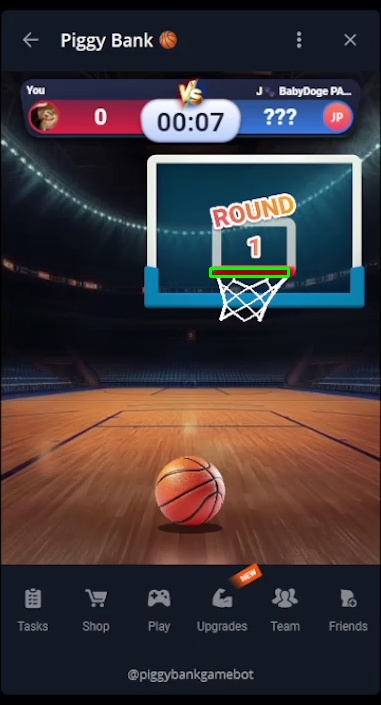 Piggy Bank 🏀
You
VS
J 🐾 BabyDoge PA...
0
00:07
???
JP
ROUND
1
NEW
Tasks
Shop
Play
Upgrades
Team
Friends
@piggybankgamebot